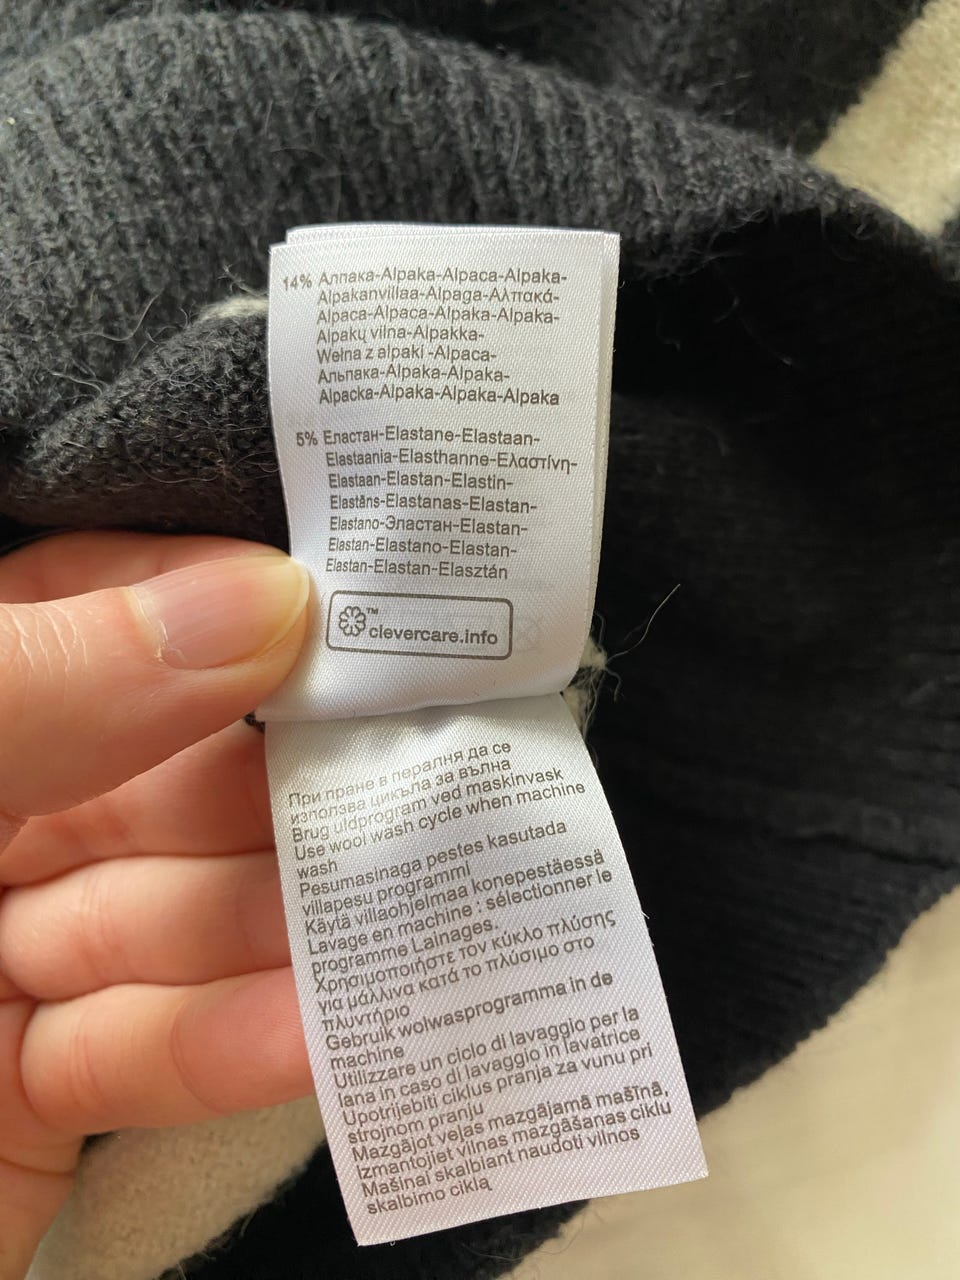 14% Алпака-Alpaka-Alpaca-Alpaka-
Alpakanvillaa-Alpaga-Αλπακά-
Alpaca-Alpaca-Alpaka-Alpaka-
Alpakų vilna-Alpakka-
Wełna z alpaki -Alpaca-
Альпака-Alpaka-Alpaka-
Alpacka-Alpaka-Alpaka-Alpaka
5% Еластан-Elastane-Elastaan-
Elastaania-Elasthanne-Ελαστίνη-
Elastaan-Elastan-Elastin-
Elastāns-Elastanas-Elastan-
Elastano-Эластан-Elastan-
Elastan-Elastano-Elastan-
Elastan-Elastan-Elasztán
™
clevercare.info
При пране в пералня да се
използва цикъла за вълна
Brug uldprogram ved maskinvask
Use wool wash cycle when machine
wash
Pesumasinaga pestes kasutada
villapesu programmi
Käytä villaohjelmaa konepestäessä
Lavage en machine : sélectionner le
programme Lainages.
Χρησιμοποιήστε τον κύκλο πλύσης
για μάλλινα κατά το πλύσιμο στο
πλυντήριο
Gebruik wolwasprogramma in de
machine
Utilizzare un ciclo di lavaggio per la
lana in caso di lavaggio in lavatrice
Upotrijebiti ciklus pranja za vunu pri
strojnom pranju
Mazgājot veļas mazgājamā mašīnā,
izmantojiet vilnas mazgāšanas ciklu
Mašinai skalbiant naudoti vilnos
skalbimo ciklą